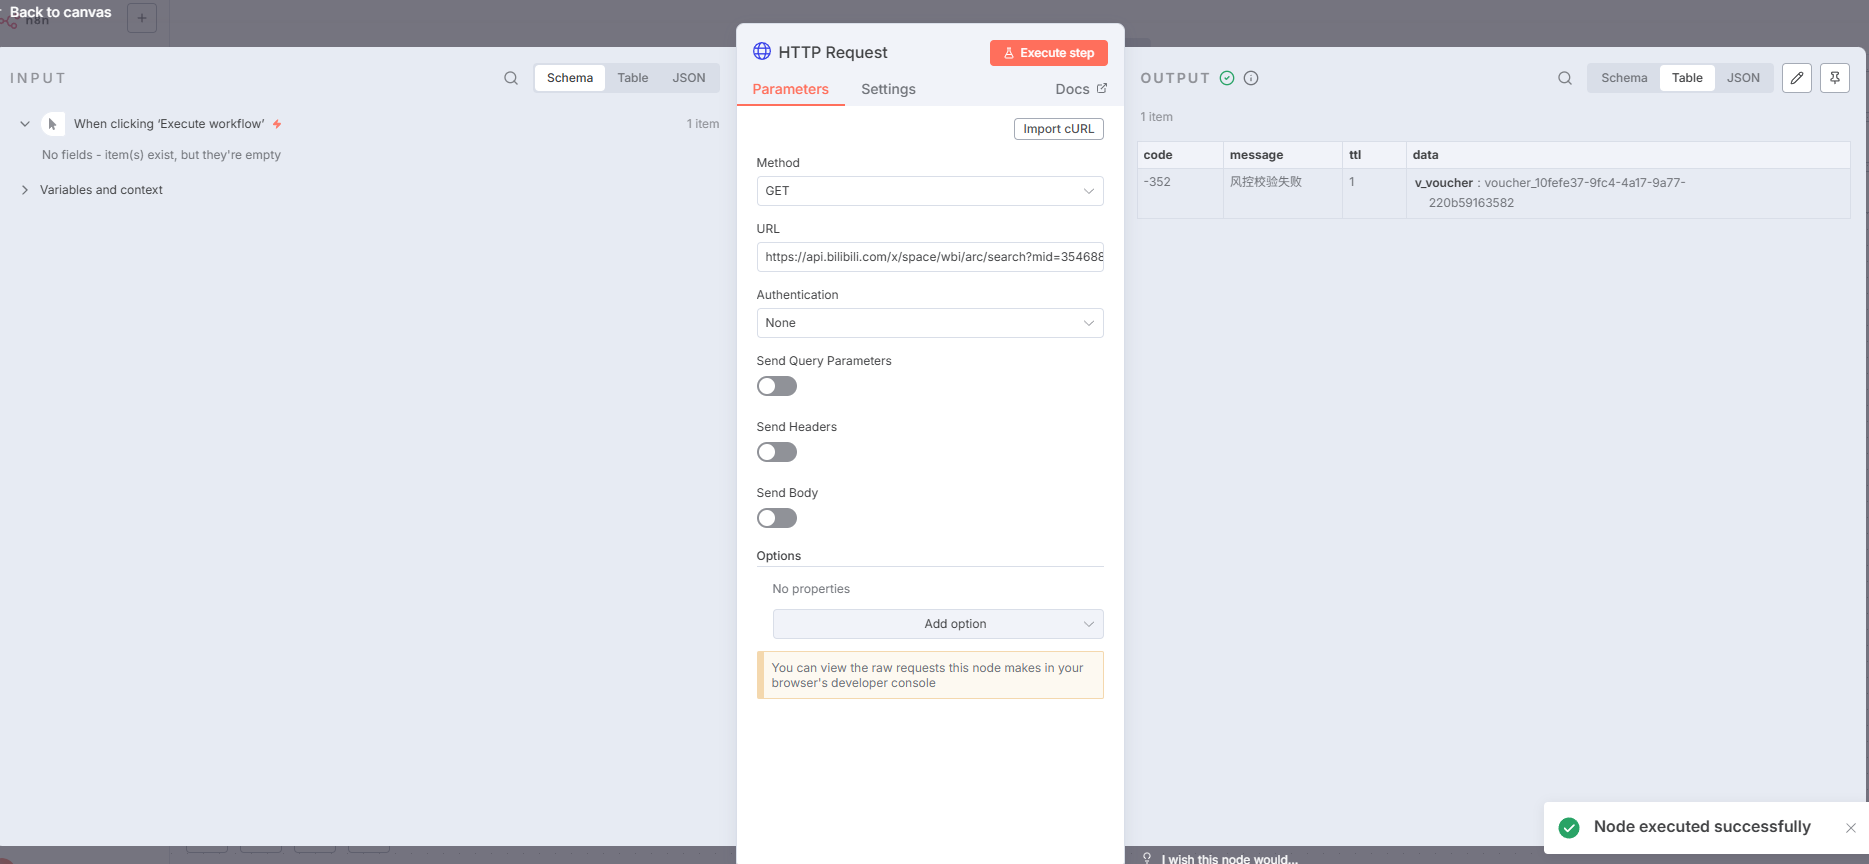 Back to canvas
n8n
+
INPUT
Schema
Table
JSON
When clicking ‘Execute workflow’
1 item
No fields - item(s) exist, but they're empty
Variables and context
HTTP Request
Execute step
Parameters
Settings
Docs
Import cURL
Method
GET
URL
https://api.bilibili.com/x/space/wbi/arc/search?mid=354688
Authentication
None
Send Query Parameters
Send Headers
Send Body
Options
No properties
Add option
You can view the raw requests this node makes in your
browser's developer console
OUTPUT
Schema
Table
JSON
1 item
code message ttl data
-352 风控校验失败 1 v_voucher : voucher_10fefe37-9fc4-4a17-9a77-
220b59163582
Node executed successfully
I wish this node would...